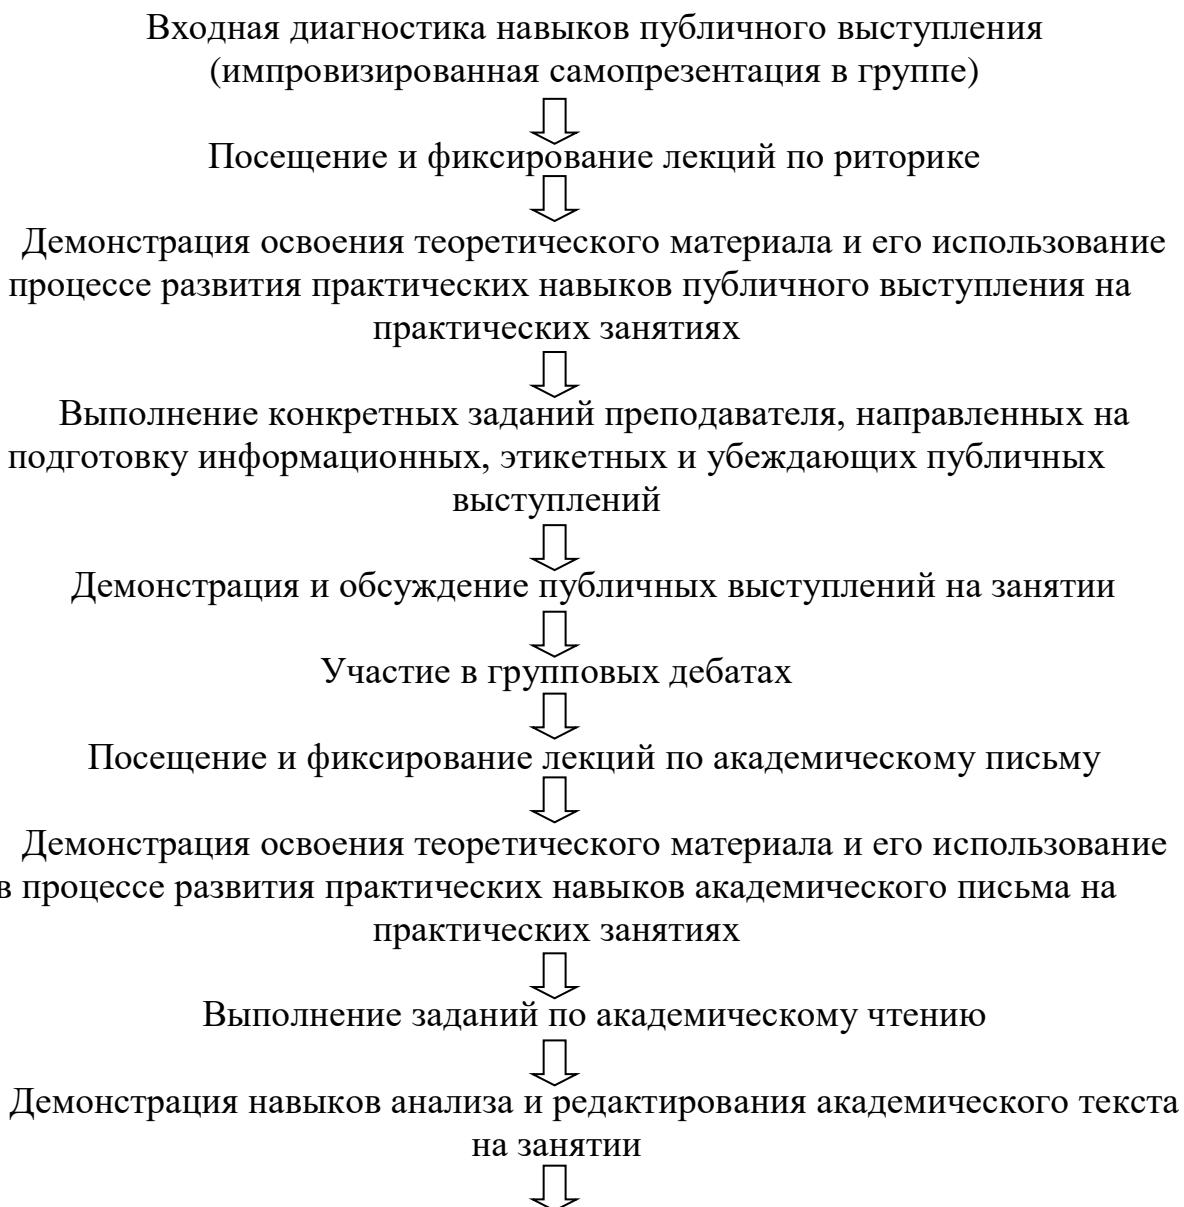 Входная диагностика навыков публичного выступления
(импровизированная самопрезентация в группе)
Посещение и фиксирование лекций по риторике
Демонстрация освоения теоретического материала и его использование
процессе развития практических навыков публичного выступления на
практических занятиях
Выполнение конкретных заданий преподавателя, направленных на
подготовку информационных, этикетных и убеждающих публичных
выступлений
Демонстрация и обсуждение публичных выступлений на занятии
Участие в групповых дебатах
Посещение и фиксирование лекций по академическому письму
Демонстрация освоения теоретического материала и его использование
в процессе развития практических навыков академического письма на
практических занятиях
Выполнение заданий по академическому чтению
Демонстрация навыков анализа и редактирования академического текста
на занятии